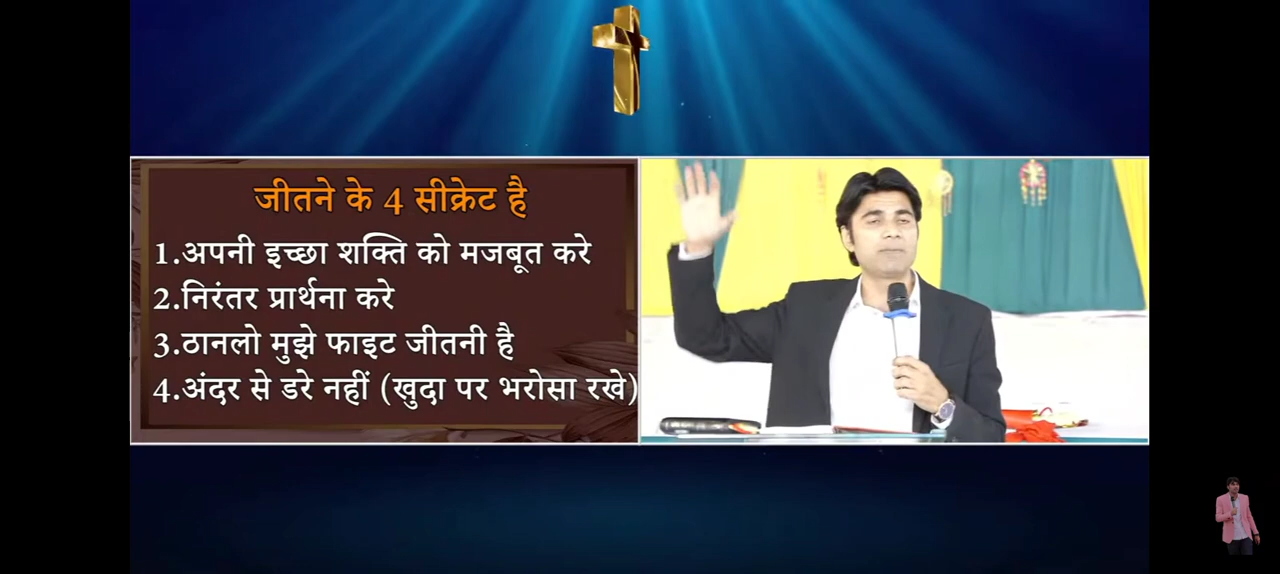 जीतने के 4 सीक्रेट है
1.अपनी इच्छा शक्ति को मजबूत करे
2.निरंतर प्रार्थना करे
3.ठानलो मुझे फाइट जीतनी है
4.अंदर से डरे नहीं (खुदा पर भरोसा रखे)